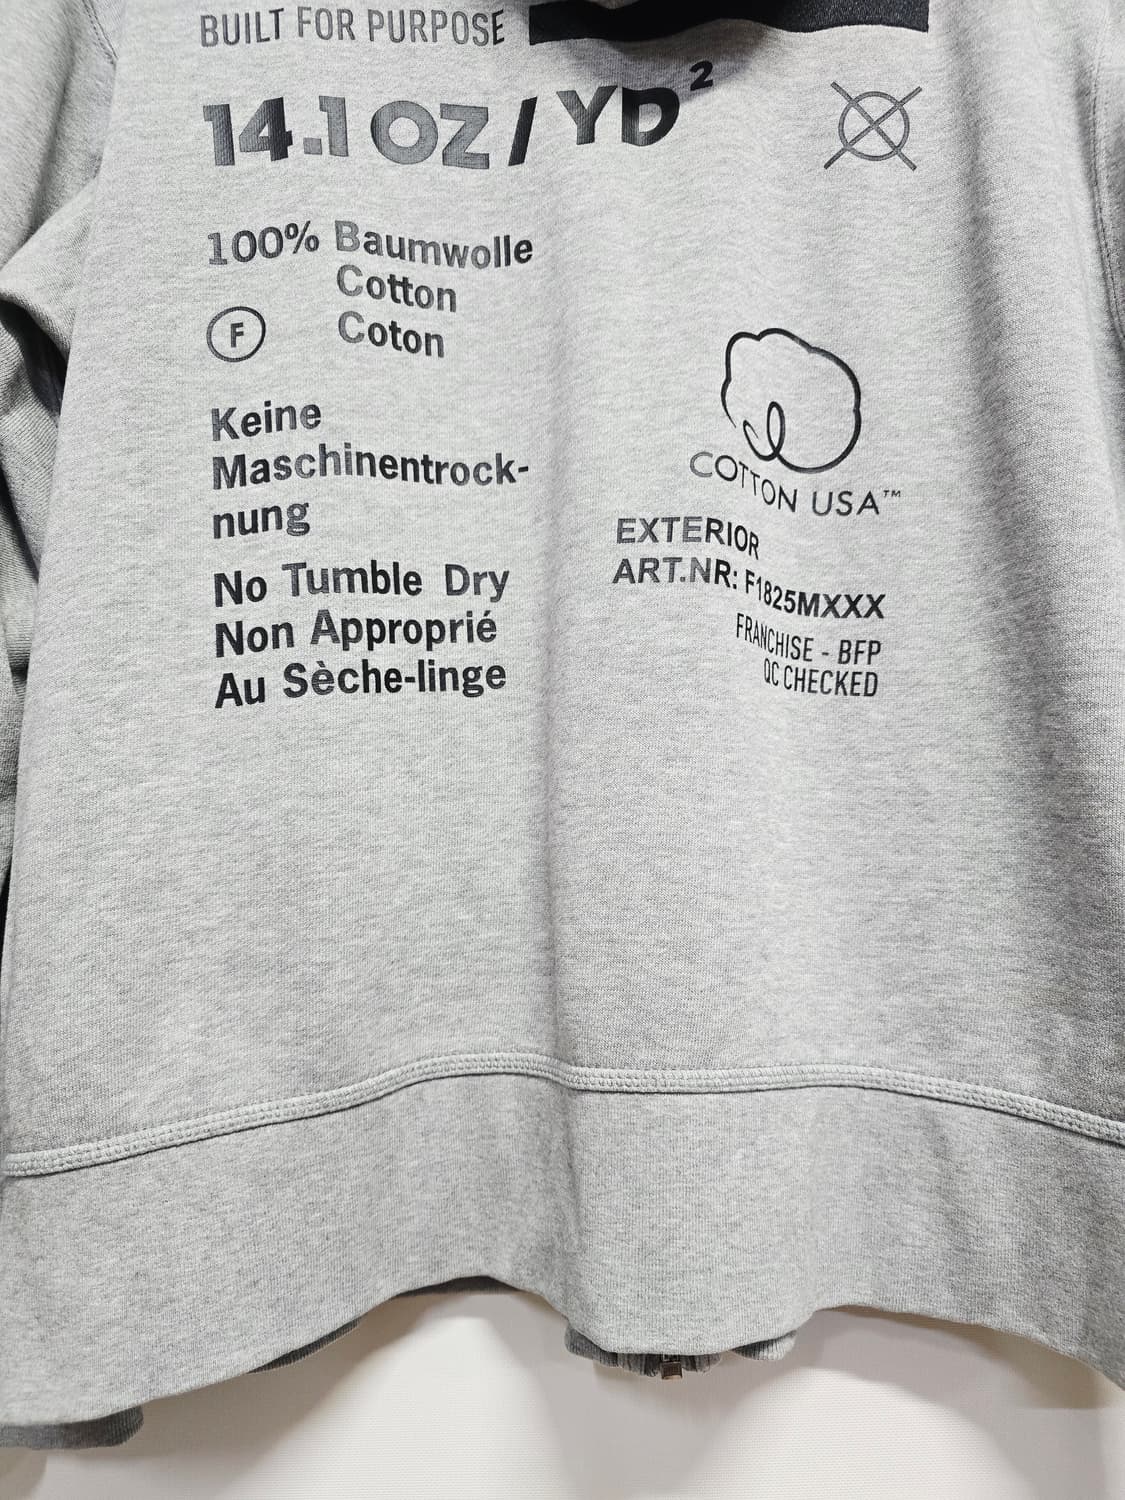 BUILT FOR PURPOSE
14.1 OZ / YD²
100% Baumwolle
Cotton
F Coton
Keine
Maschinentrock-
nung
No Tumble Dry
Non Approprié
Au Sèche-linge
COTTON USA™
EXTERIOR
ART.NR: F1825MXXX
FRANCHISE - BFP
QC CHECKED